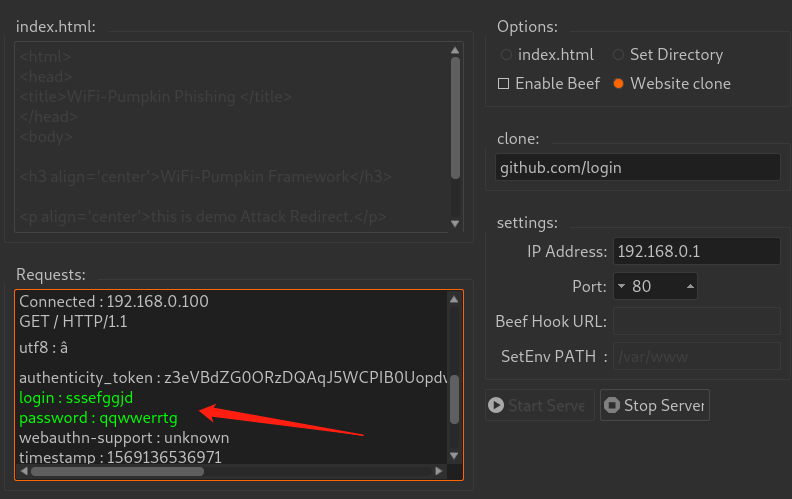 index.html:
<html>
<head>
<title>WiFi-Pumpkin Phishing </title>
</head>
<body>
<h3 align='center'>WiFi-Pumpkin Framework</h3>
<p align='center'>this is demo Attack Redirect.</p>
Requests:
Connected : 192.168.0.100
GET / HTTP/1.1
utf8 : â
authenticity_token : z3eVBdZG0ORzDQAqJ5WCPIB0Uopdv
login : sssefggjd
password : qqwwerrtg
webauthn-support : unknown
timestamp : 1569136536971
Options:
index.html Set Directory
Enable Beef Website clone
clone:
github.com/login
settings:
IP Address: 192.168.0.1
Port: 80
Beef Hook URL:
SetEnv PATH : /var/www
Start Serve Stop Server